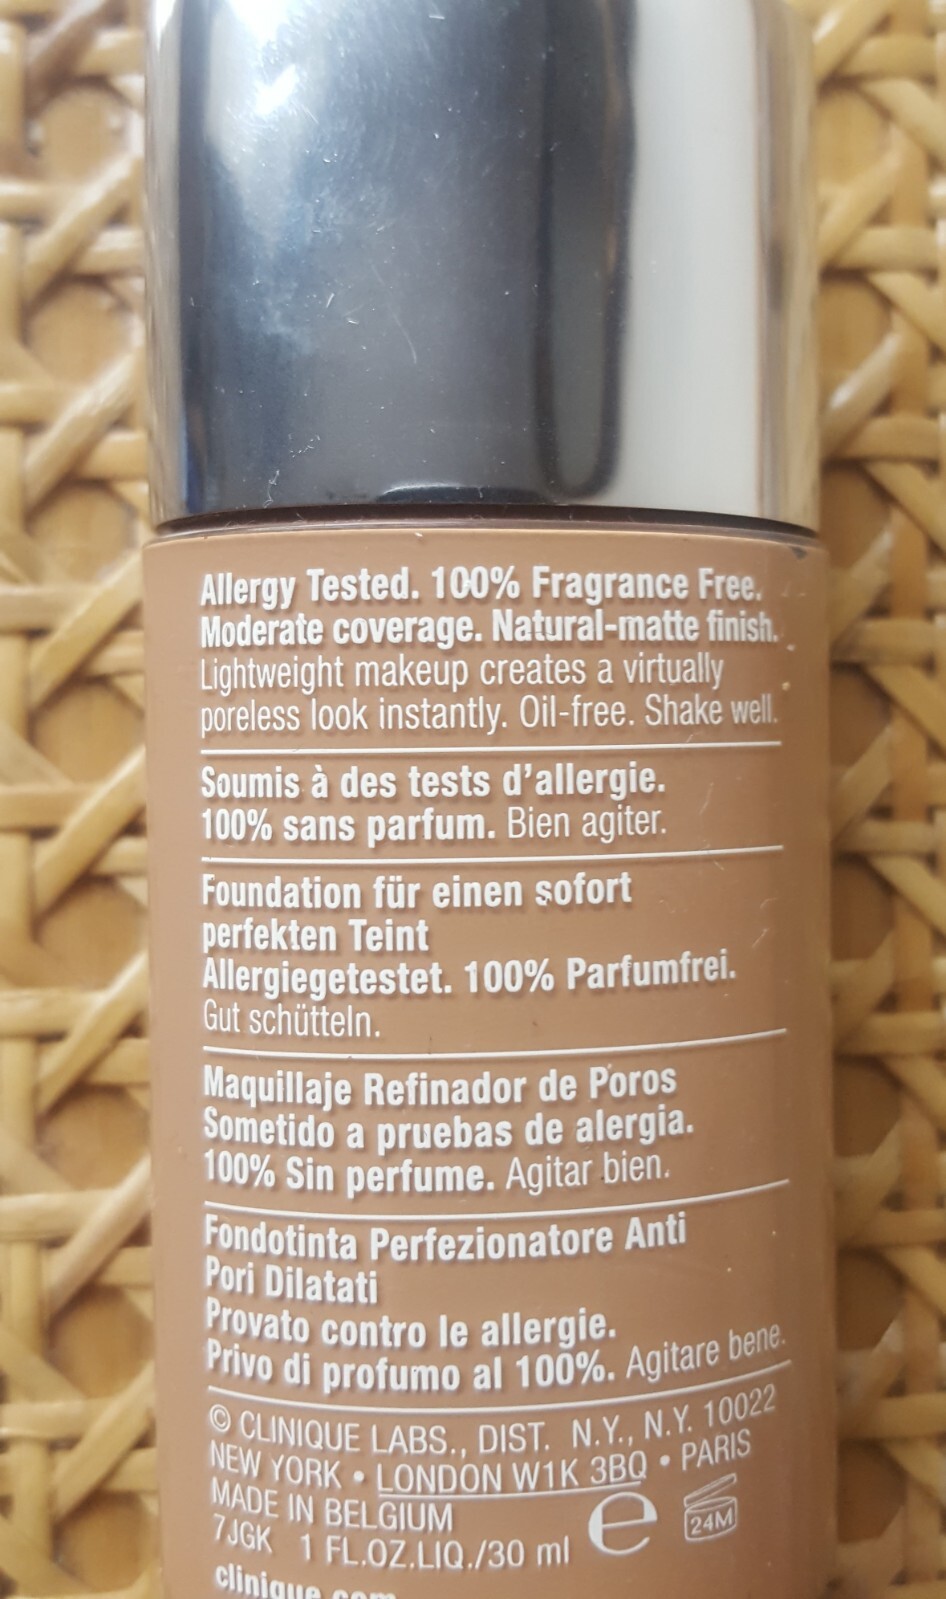 Allergy Tested. 100% Fragrance Free.
Moderate coverage. Natural-matte finish.
Lightweight makeup creates a virtually
poreless look instantly. Oil-free. Shake well.
Soumis à des tests d'allergie.
100% sans parfum. Bien agiter.
Foundation für einen sofort
perfekten Teint
Allergiegetestet. 100% Parfumfrei.
Gut schütteln.
Maquillaje Refinador de Poros
Sometido a pruebas de alergia.
100% Sin perfume. Agitar bien.
Fondotinta Perfezionatore Anti
Pori Dilatati
Provato contro le allergie.
Privo di profumo al 100%. Agitare bene.
© CLINIQUE LABS., DIST. N.Y., N.Y. 10022
NEW YORK • LONDON W1K 3BQ • PARIS
MADE IN BELGIUM
7JGK 1 FL.OZ.LIQ./30 ml e 24M
clinique.com